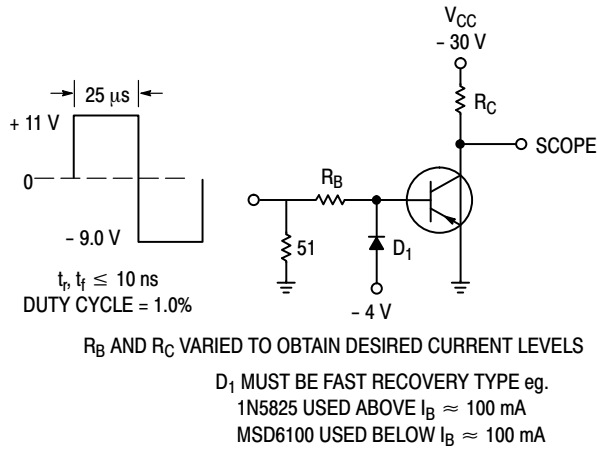 V_CC
– 30 V
25 μs
+ 11 V
R_C
SCOPE
0
R_B
– 9.0 V
51
D_1
t_r, t_f ≤ 10 ns
DUTY CYCLE = 1.0%
– 4 V
R_B AND R_C VARIED TO OBTAIN DESIRED CURRENT LEVELS
D_1 MUST BE FAST RECOVERY TYPE eg.
1N5825 USED ABOVE I_B ≈ 100 mA
MSD6100 USED BELOW I_B ≈ 100 mA